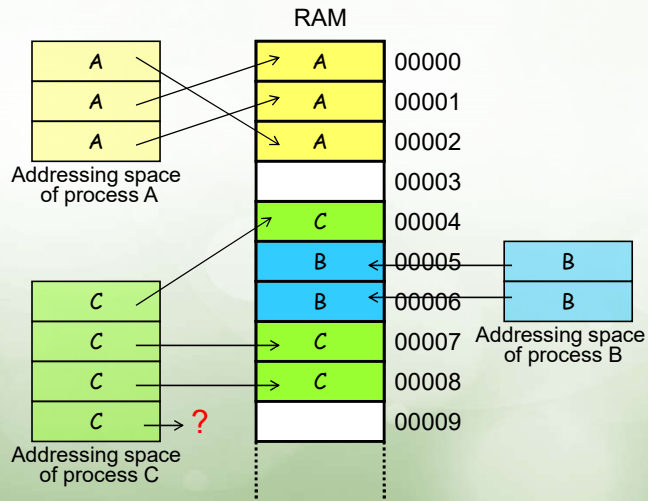 RAM
A
A
A
Addressing space
of process A
C
C
C
C
?
Addressing space
of process C
A
A
A
C
B
B
C
C
00000
00001
00002
00003
00004
00005
00006
00007
00008
00009
B
B
Addressing space
of process B